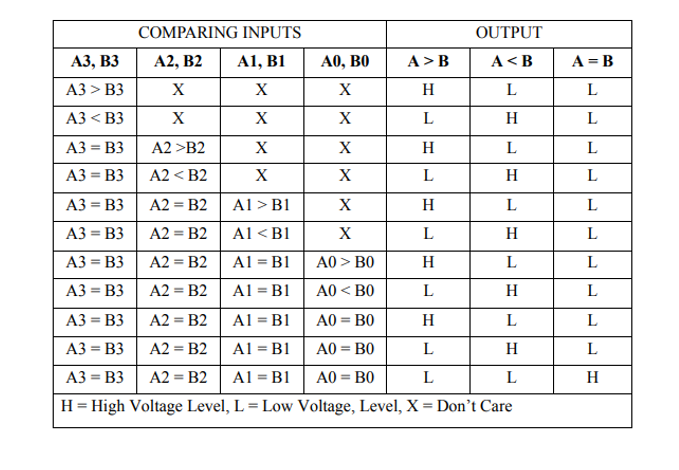 COMPARING INPUTS OUTPUT
A3, B3 A2, B2 A1, B1 A0, B0 A > B A < B A = B
A3 > B3 X X X H L L
A3 < B3 X X X L H L
A3 = B3 A2 >B2 X X H L L
A3 = B3 A2 < B2 X X L H L
A3 = B3 A2 = B2 A1 > B1 X H L L
A3 = B3 A2 = B2 A1 < B1 X L H L
A3 = B3 A2 = B2 A1 = B1 A0 > B0 H L L
A3 = B3 A2 = B2 A1 = B1 A0 < B0 L H L
A3 = B3 A2 = B2 A1 = B1 A0 = B0 H L L
A3 = B3 A2 = B2 A1 = B1 A0 = B0 L H L
A3 = B3 A2 = B2 A1 = B1 A0 = B0 L L H
H = High Voltage Level, L = Low Voltage, Level, X = Don’t Care